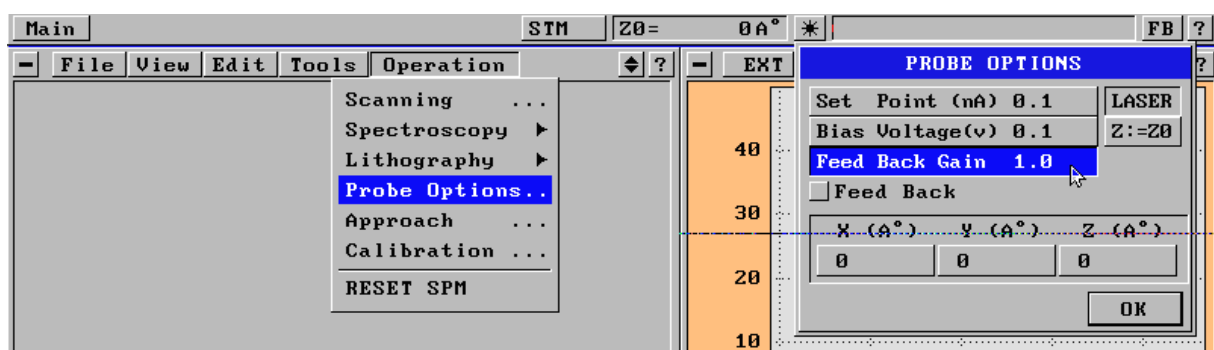 Main STM Z0= 0A° FB ?
File View Edit Tools Operation ? EXT ?
PROBE OPTIONS
Scanning ...
Spectroscopy
Lithography
Probe Options..
Approach ...
Calibration ...
RESET SPM
40
30
20
10
Set Point (nA) 0.1 LASER
Bias Voltage(v) 0.1 Z:=Z0
Feed Back Gain 1.0
Feed Back
X (A°) Y (A°) Z (A°)
0 0 0
OK